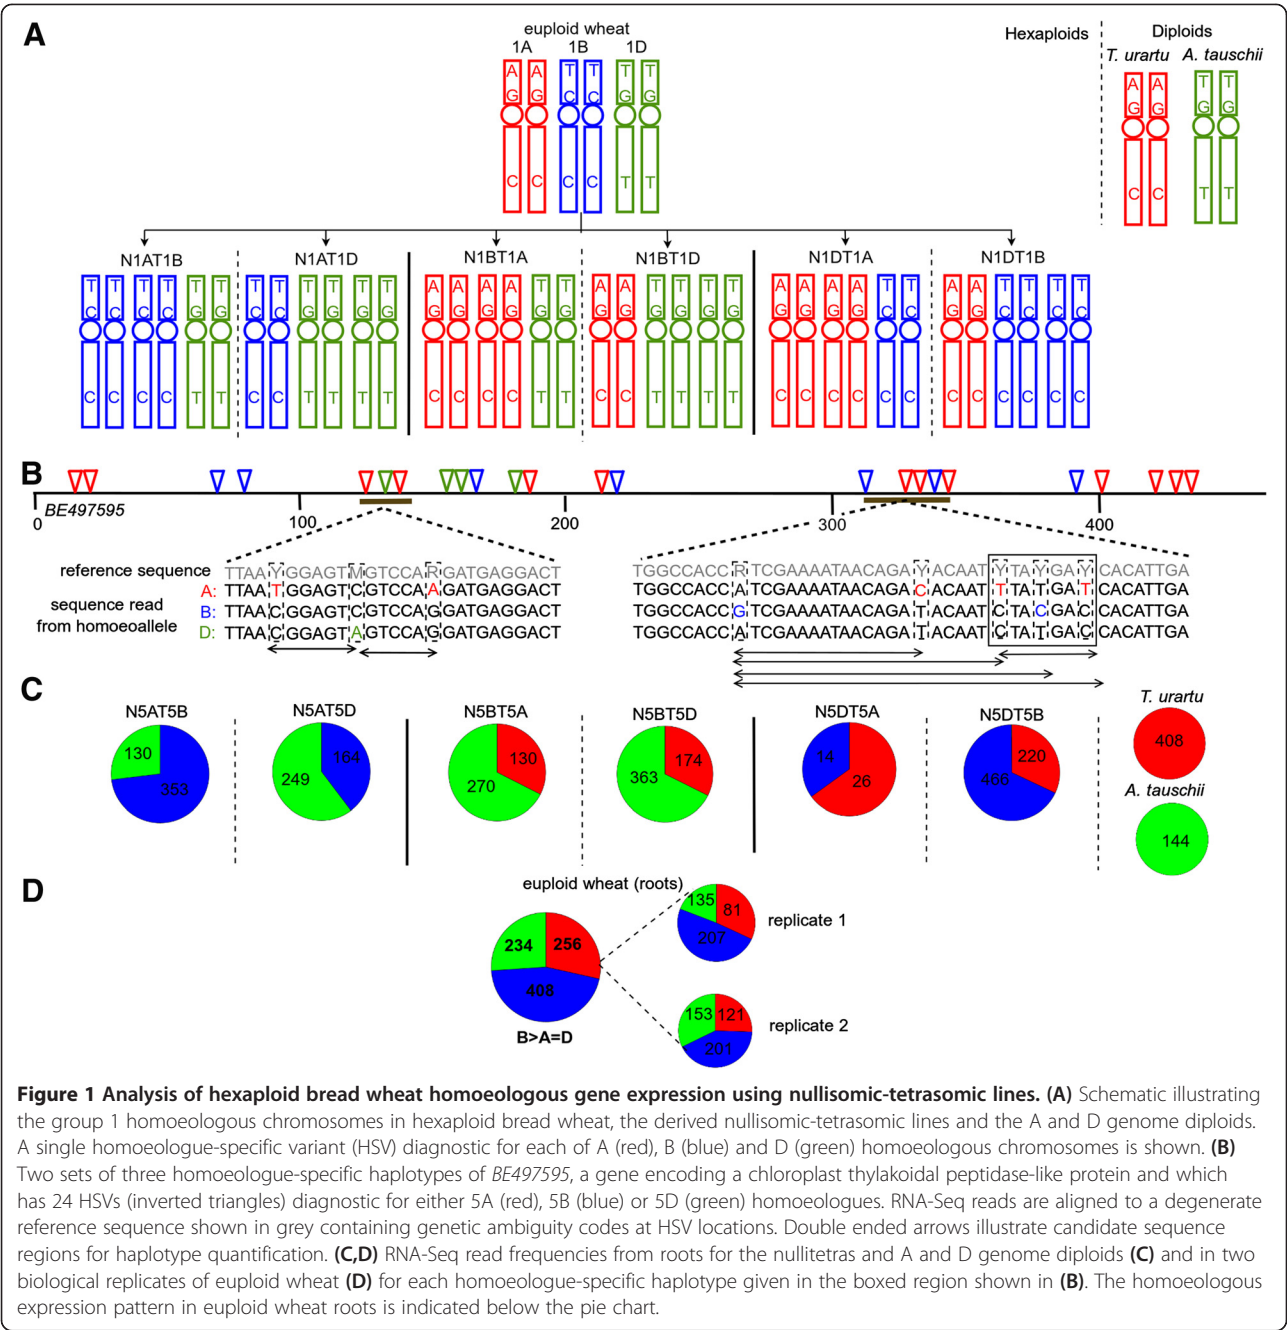 A
euploid wheat
1A 1B 1D
Hexaploids
Diploids
T. urartu A. tauschii
A A T T T T
G G C C G G
C C C C T T
A A T T
G G G G
C C T T
N1AT1B N1AT1D N1BT1A N1BT1D N1DT1A N1DT1B
T T T T T T T T T T T T A A A A T T A A T T T T A A A A T T A A T T T T
C C C C G G C C G G G G G G G G G G G G G G G G G G G G C C G G C C C C
C C C C T T C C T T T T C C C C T T C C T T T T C C C C C C C C C C C C
B
0 BE497595 100 200 300 400
reference sequence TTAAYGGAGTMGTCCARGATGAGGACT TGGCCACCRTCGAAAATAACAGAYACAATYTAYGAYCACATTGA
A: TTAATGGAGTCGTCCAAGATGAGGACT TGGCCACCATCGAAAATAACAGACACAATTTATGATCACATTGA
sequence read
from homoeoallele
B: TTAACGGAGTCGTCCAGGATGAGGACT TGGCCACCGTCGAAAATAACAGATACAATCTACGACCACATTGA
D: TTAACGGAGTAGTCCAGGATGAGGACT TGGCCACCATCGAAAATAACAGATACAATCTATGACCACATTGA
C
N5AT5B N5AT5D N5BT5A N5BT5D N5DT5A N5DT5B
130 353
249 164
270 130
363 174
14 26
466 220
T. urartu
408
A. tauschii
144
D
euploid wheat (roots)
234 256
408
B>A=D
135 81
207
replicate 1
153 121
201
replicate 2
Figure 1 Analysis of hexaploid bread wheat homoeologous gene expression using nullisomic-tetrasomic lines. (A) Schematic illustrating
the group 1 homoeologous chromosomes in hexaploid bread wheat, the derived nullisomic-tetrasomic lines and the A and D genome diploids.
A single homoeologue-specific variant (HSV) diagnostic for each of A (red), B (blue) and D (green) homoeologous chromosomes is shown. (B)
Two sets of three homoeologue-specific haplotypes of BE497595, a gene encoding a chloroplast thylakoidal peptidase-like protein and which
has 24 HSVs (inverted triangles) diagnostic for either 5A (red), 5B (blue) or 5D (green) homoeologues. RNA-Seq reads are aligned to a degenerate
reference sequence shown in grey containing genetic ambiguity codes at HSV locations. Double ended arrows illustrate candidate sequence
regions for haplotype quantification. (C,D) RNA-Seq read frequencies from roots for the nullitetras and A and D genome diploids (C) and in two
biological replicates of euploid wheat (D) for each homoeologue-specific haplotype given in the boxed region shown in (B). The homoeologous
expression pattern in euploid wheat roots is indicated below the pie chart.